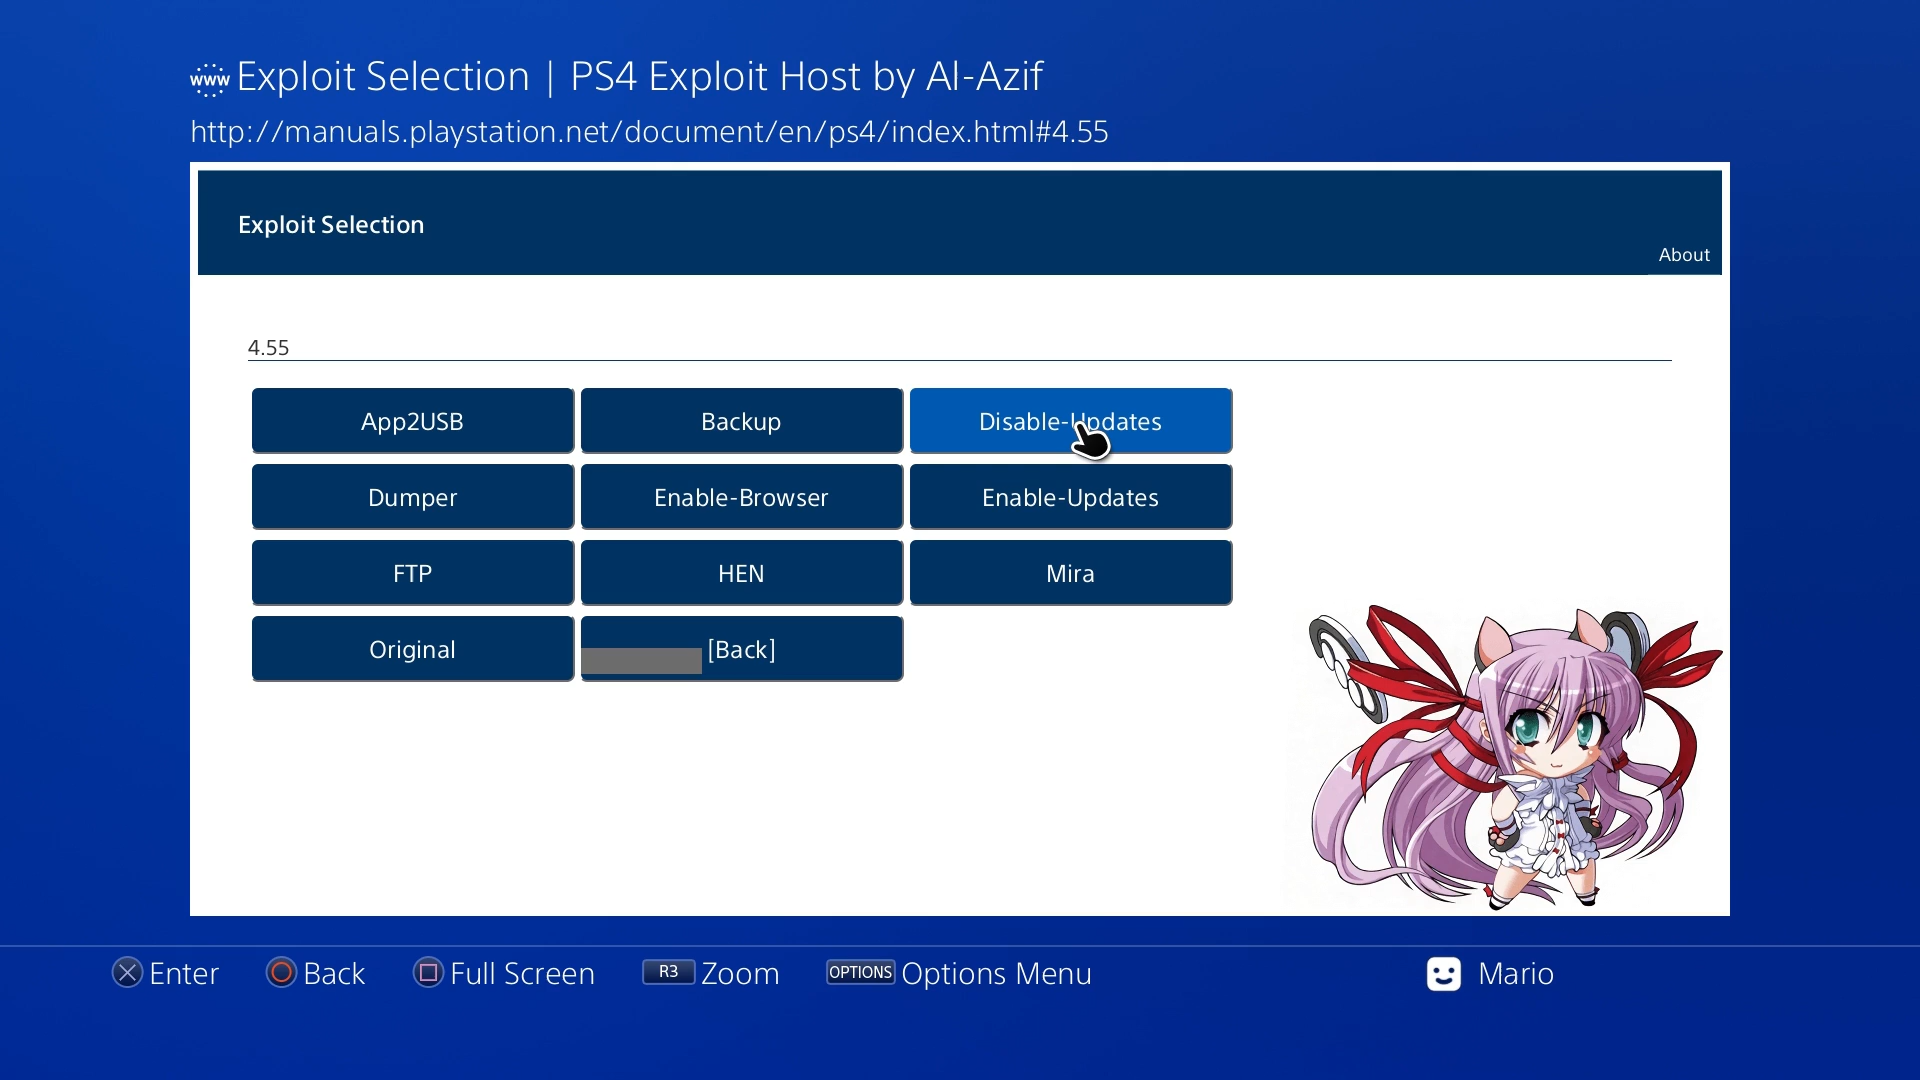 www Exploit Selection | PS4 Exploit Host by Al-Azif
http://manuals.playstation.net/document/en/ps4/index.html#4.55
Exploit Selection
About
4.55
App2USB Backup Disable-Updates
Dumper Enable-Browser Enable-Updates
FTP HEN Mira
Original [Back]
Enter Back Full Screen R3 Zoom OPTIONS Options Menu Mario